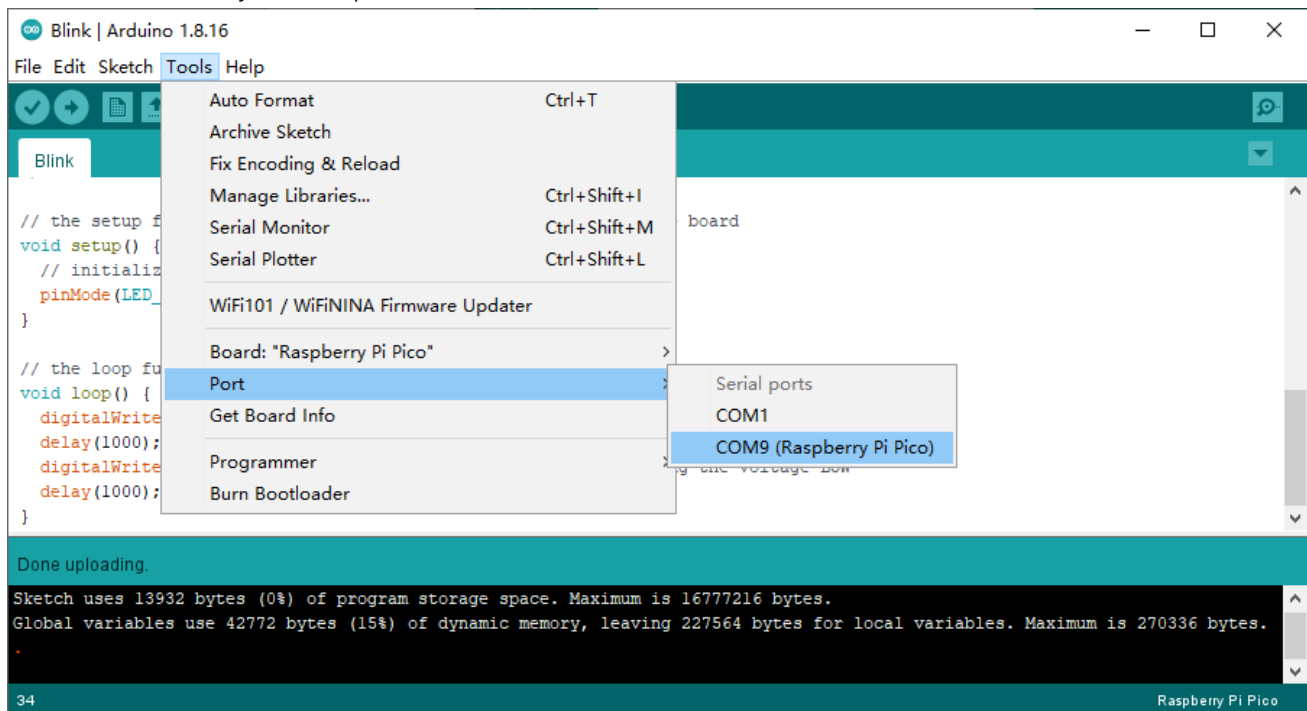 Blink | Arduino 1.8.16
File Edit Sketch Tools Help
Auto Format Ctrl+T
Archive Sketch
Fix Encoding & Reload
Manage Libraries... Ctrl+Shift+I
Serial Monitor Ctrl+Shift+M
Serial Plotter Ctrl+Shift+L
WiFi101 / WiFiNINA Firmware Updater
Board: "Raspberry Pi Pico"
Port
Get Board Info
Programmer
Burn Bootloader
Serial ports
COM1
COM9 (Raspberry Pi Pico)
Blink
// the setup f board
void setup() {
// initializ
pinMode(LED_
}
// the loop fu
void loop() {
digitalWrite
delay(1000);
digitalWrite g the voltage LOW
delay(1000);
}
Done uploading.
Sketch uses 13932 bytes (0%) of program storage space. Maximum is 16777216 bytes.
Global variables use 42772 bytes (15%) of dynamic memory, leaving 227564 bytes for local variables. Maximum is 270336 bytes.
.
34 Raspberry Pi Pico